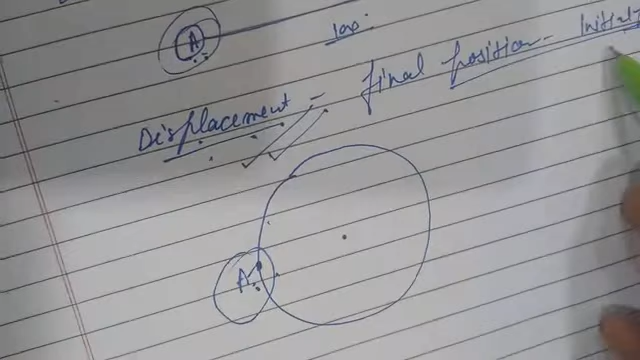 A
Displacement = final position - Initial
A